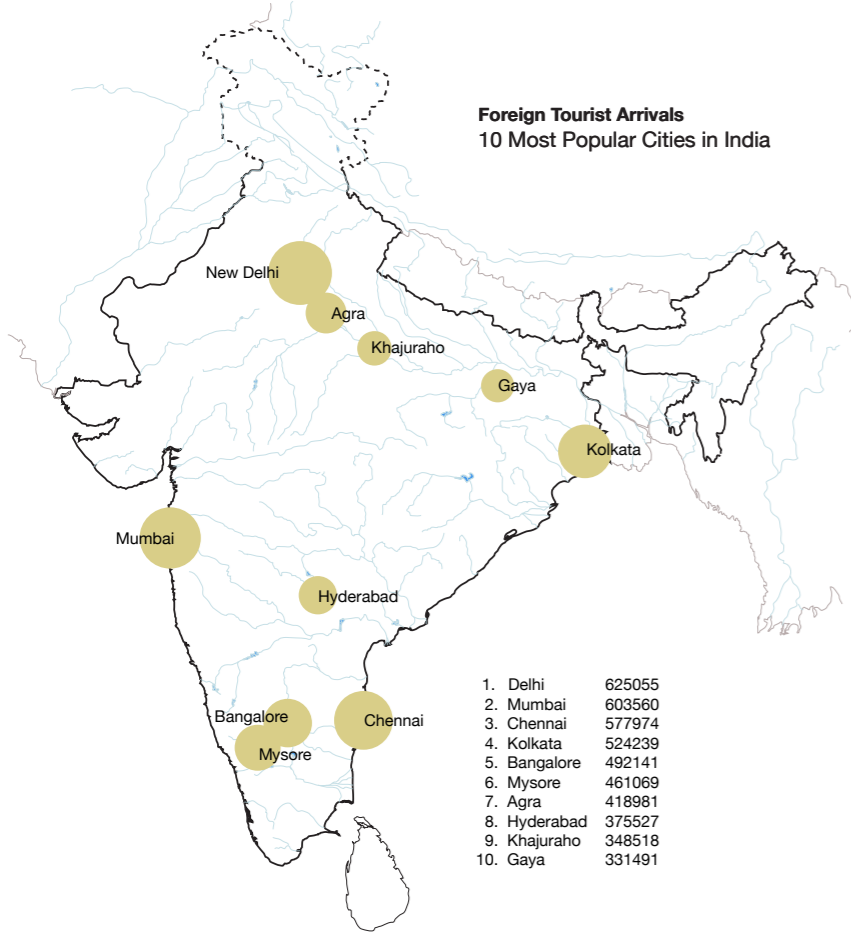 Foreign Tourist Arrivals
10 Most Popular Cities in India
New Delhi
Agra
Khajuraho
Gaya
Kolkata
Mumbai
Hyderabad
Bangalore
Chennai
Mysore
1. Delhi 625055
2. Mumbai 603560
3. Chennai 577974
4. Kolkata 524239
5. Bangalore 492141
6. Mysore 461069
7. Agra 418981
8. Hyderabad 375527
9. Khajuraho 348518
10. Gaya 331491